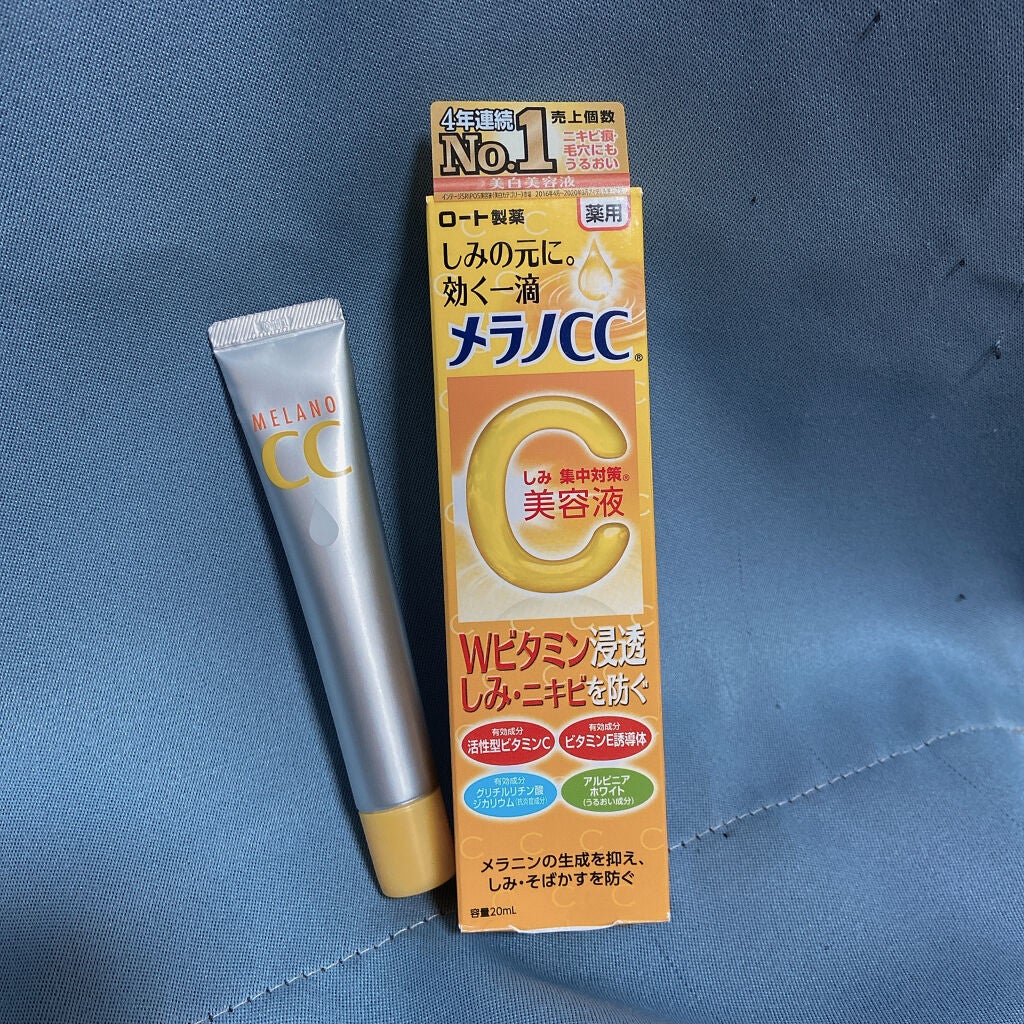 4年連続
売上個数
No.1
ニキビ痕・
毛穴にも
うるおい
美白美容液
ロート製薬
薬用
しみの元に。
効く一滴
メラノCC®
しみ 集中対策®
美容液
Wビタミン浸透
しみ・ニキビを防ぐ
有効成分
活性型ビタミンC
有効成分
ビタミンE誘導体
有効成分
グリチルリチン酸
ジカリウム(抗炎症成分)
アルピニア
ホワイト
(うるおい成分)
メラニンの生成を抑え、
しみ・そばかすを防ぐ
容量20mL
MELANO
CC